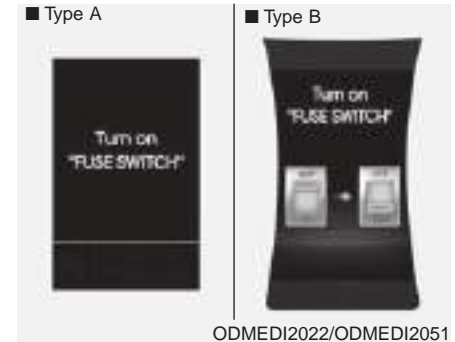 ■ Type A
■ Type B
Turn on
"FUSE SWITCH"
Turn on
"FUSE SWITCH"
ODMEDI2022/ODMEDI2051